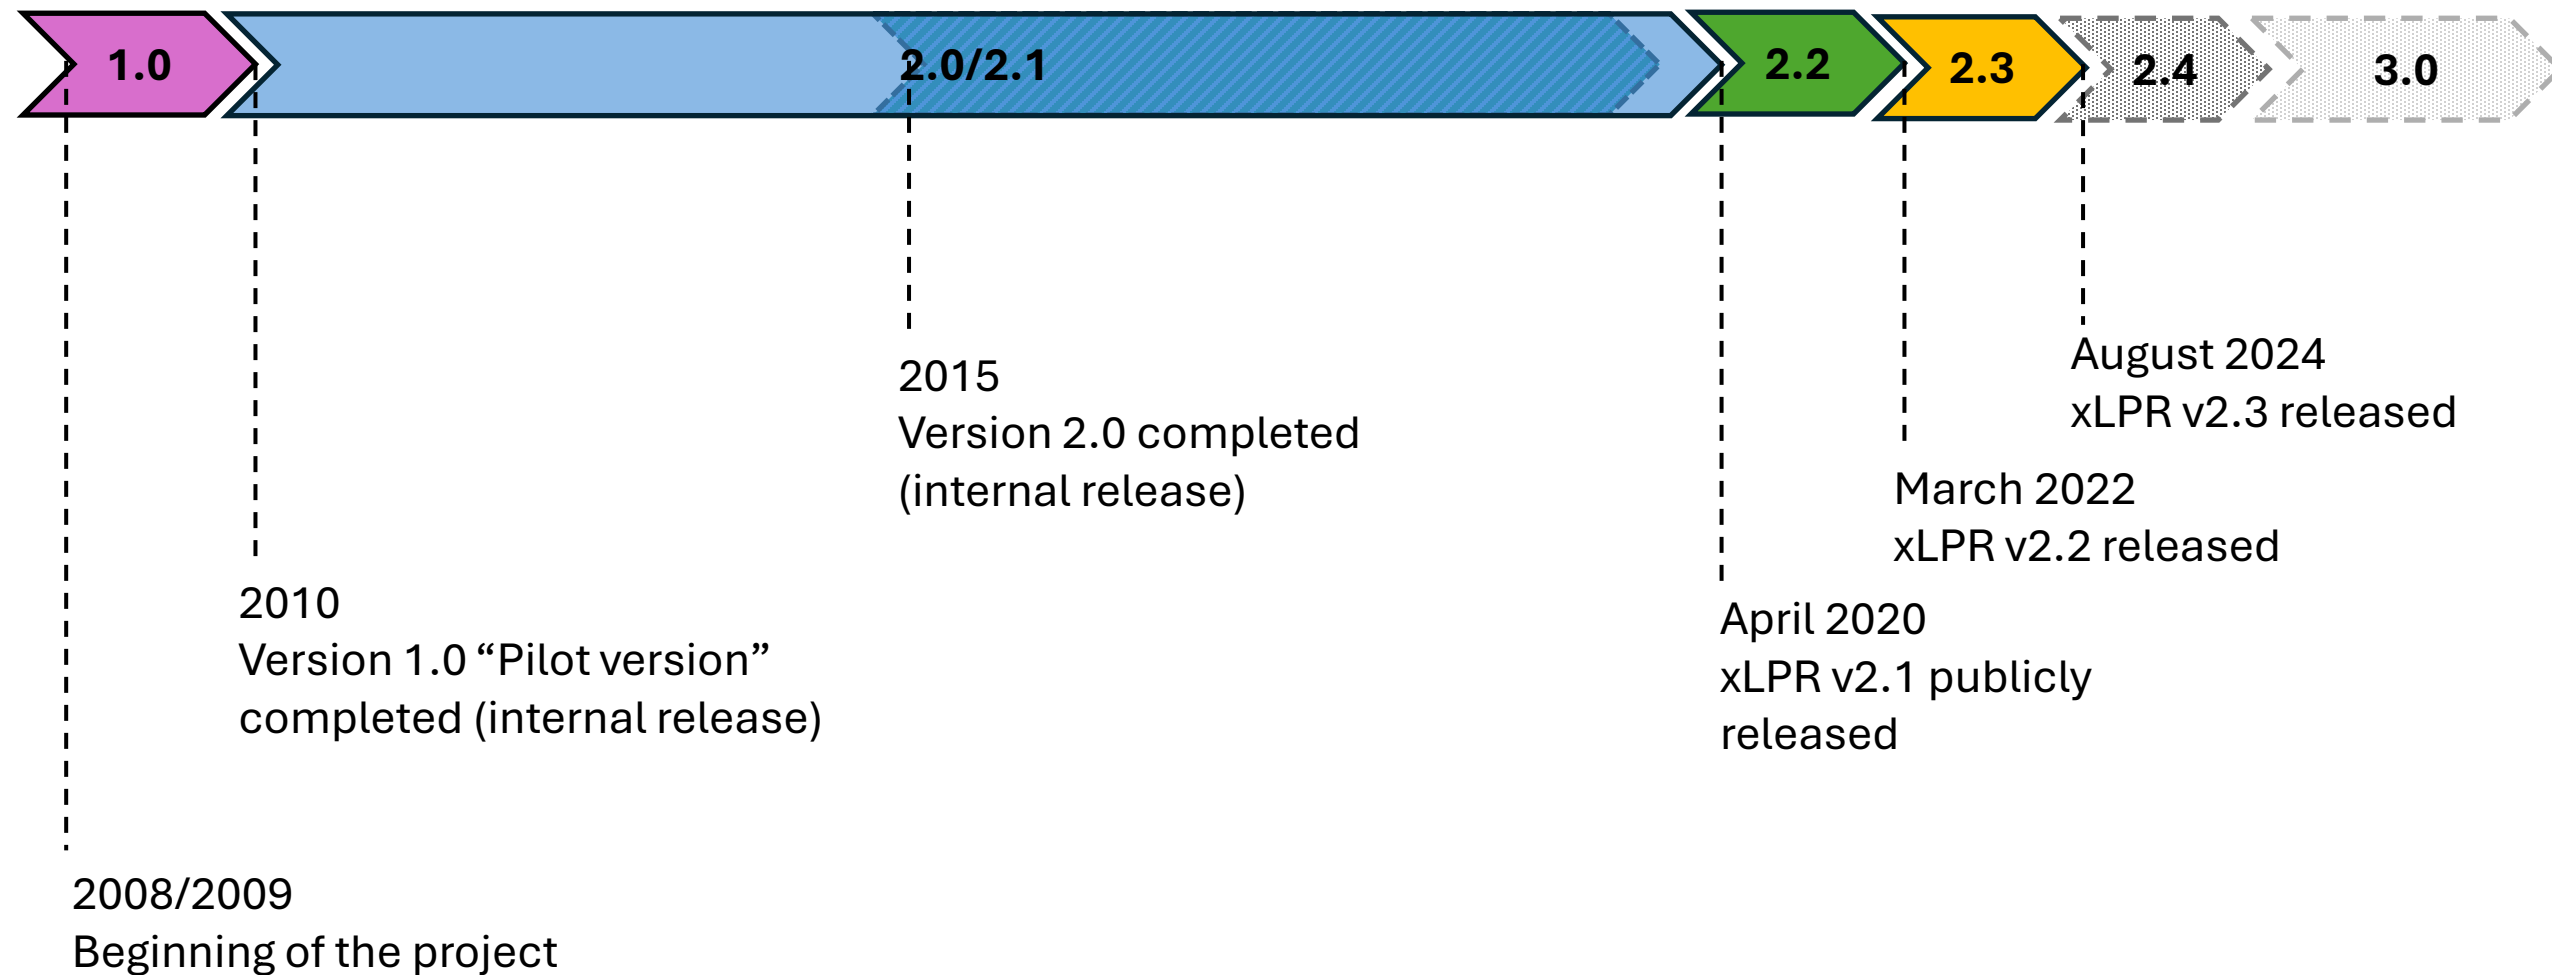 1.0
2.0/2.1
2.2
2.3
2.4
3.0
2008/2009
Beginning of the project
2010
Version 1.0 “Pilot version”
completed (internal release)
2015
Version 2.0 completed
(internal release)
April 2020
xLPR v2.1 publicly
released
March 2022
xLPR v2.2 released
August 2024
xLPR v2.3 released